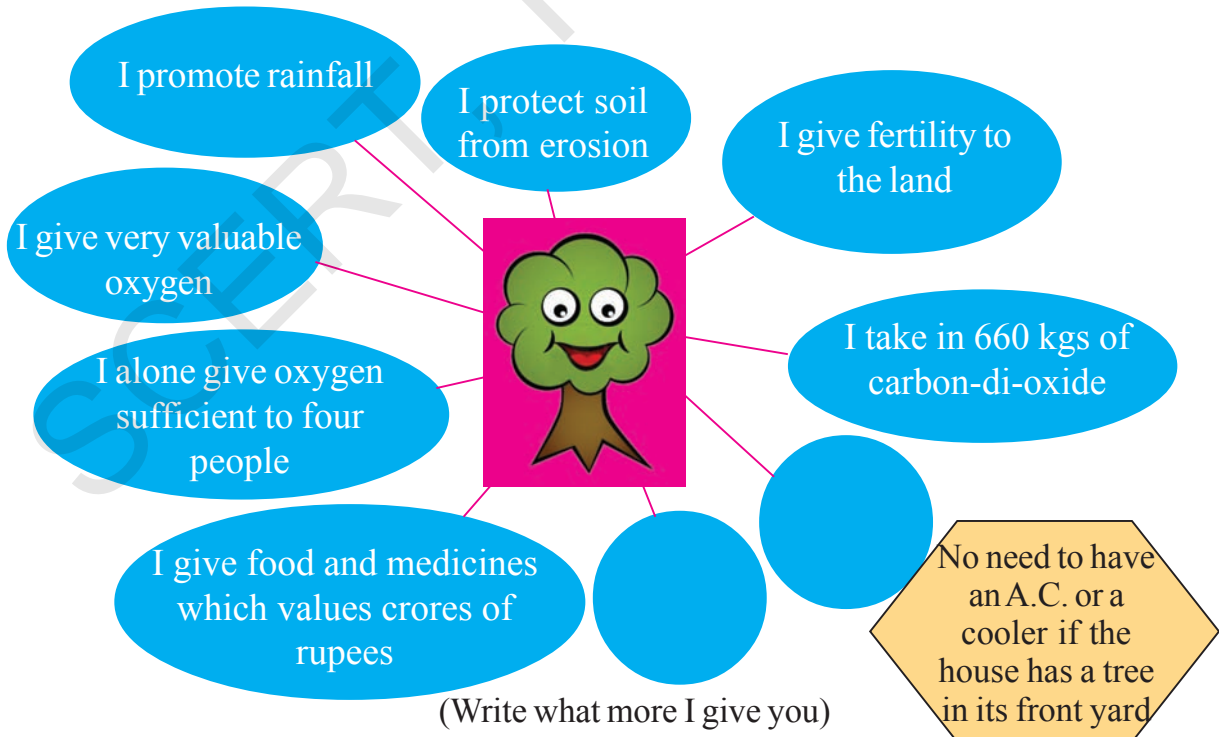 I promote rainfall
I protect soil
from erosion
I give fertility to
the land
I give very valuable
oxygen
I take in 660 kgs of
carbon-di-oxide
I alone give oxygen
sufficient to four
people
I give food and medicines
which values crores of
rupees
No need to have
an A.C. or a
cooler if the
house has a tree
in its front yard
(Write what more I give you)
SCERT,